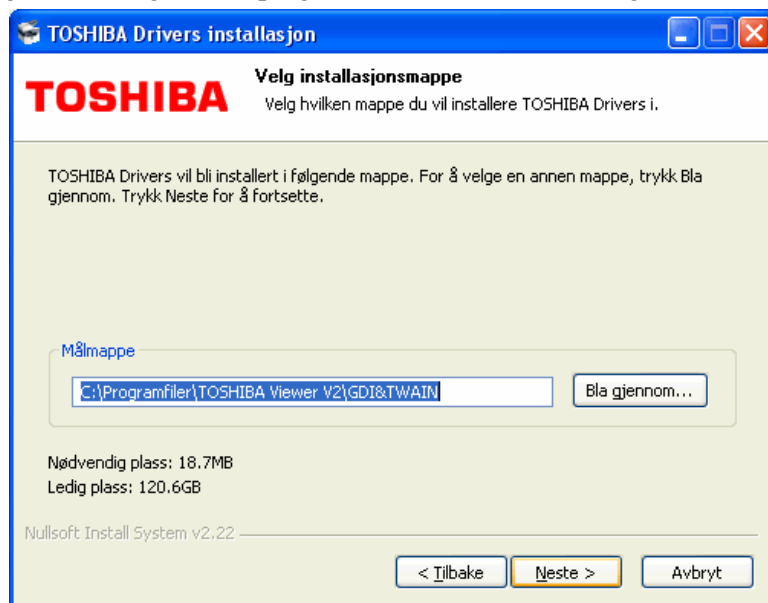 TOSHIBA Drivers installasjon
TOSHIBA
Velg installasjonsmappe
Velg hvilken mappe du vil installere TOSHIBA Drivers i.
TOSHIBA Drivers vil bli installert i følgende mappe. For å velge en annen mappe, trykk Bla
gjennom. Trykk Neste for å fortsette.
Målmappe
C:\Programfiler\TOSHIBA Viewer V2\GDI&TWAIN
Bla gjennom...
Nødvendig plass: 18.7MB
Ledig plass: 120.6GB
Nullsoft Install System v2.22
< Tilbake
Neste >
Avbryt